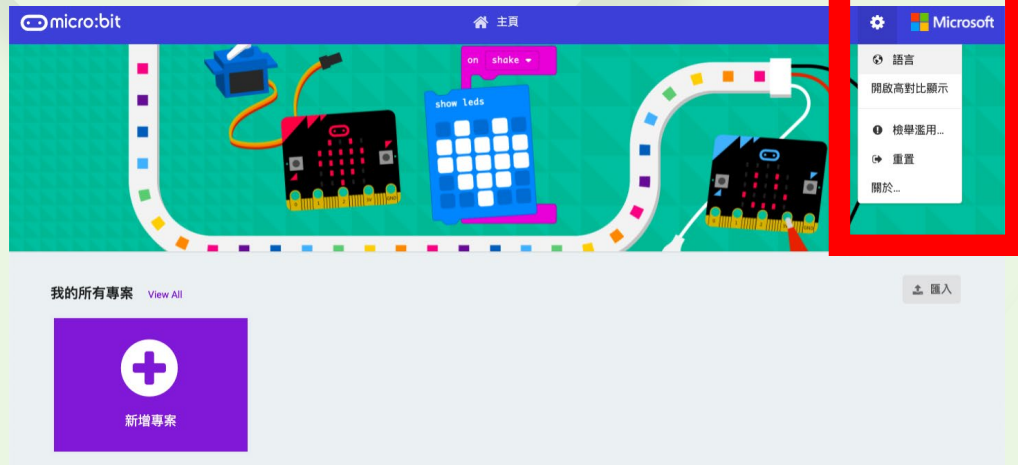 micro:bit
主頁
Microsoft
語言
開啟高對比顯示
檢舉濫用...
重置
關於...
on shake
show leds
我的所有專案 View All
匯入
新增專案